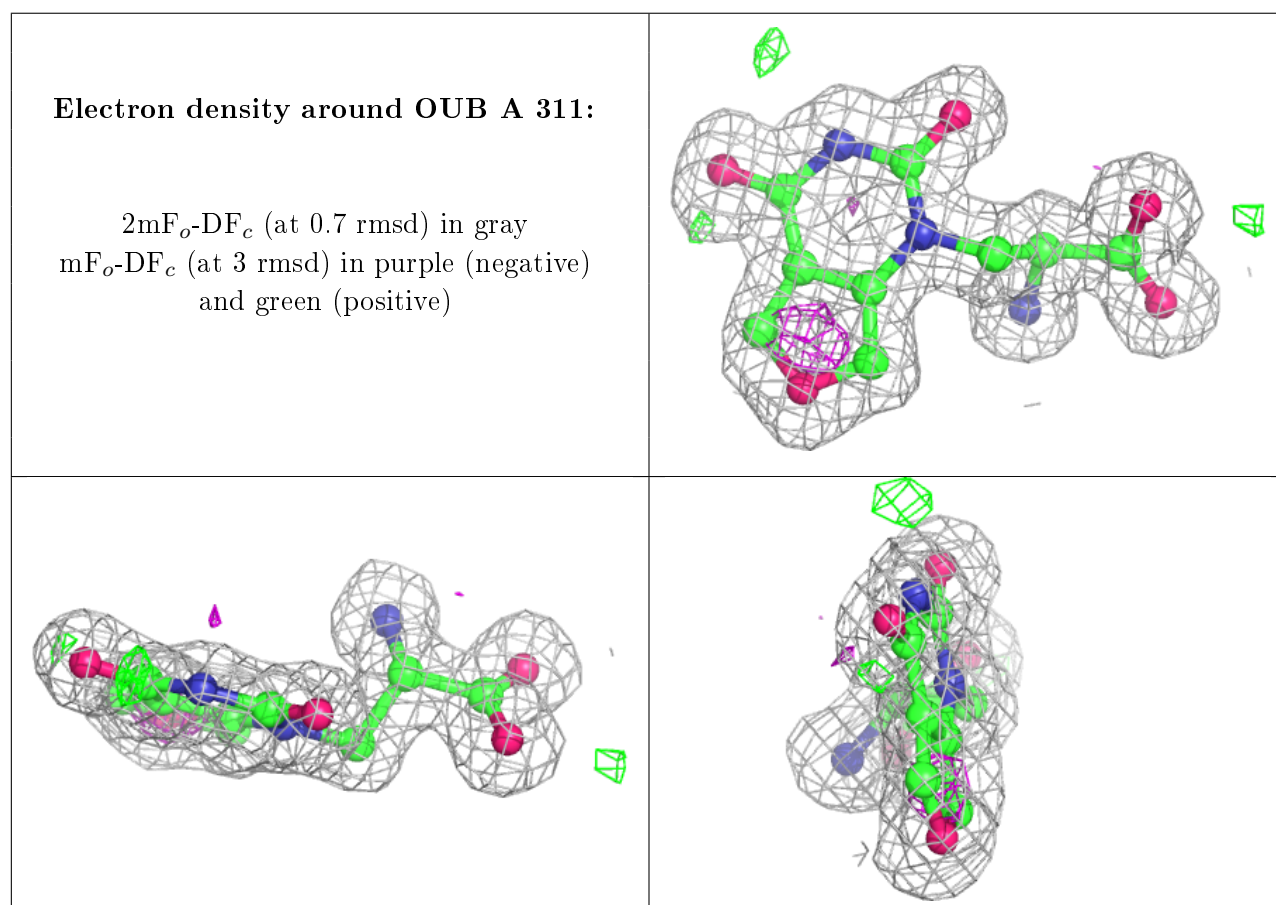 Electron density around OUB A 311:
2mFₒ-DF𝒸 (at 0.7 rmsd) in gray
mFₒ-DF𝒸 (at 3 rmsd) in purple (negative)
and green (positive)